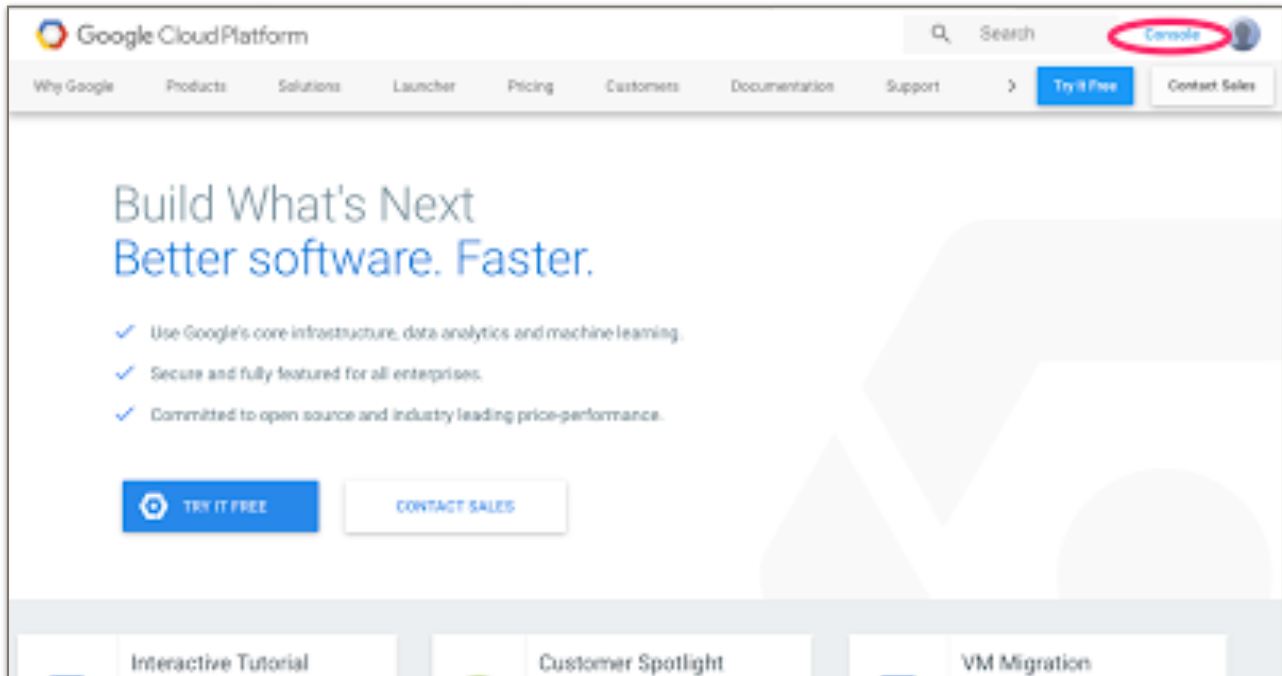 Google Cloud Platform
Search
Console
Why Google Products Solutions Launcher Pricing Customers Documentation Support > Try It Free Contact Sales
Build What's Next
Better software. Faster.
Use Google's core infrastructure, data analytics and machine learning.
Secure and fully featured for all enterprises.
Committed to open source and industry leading price-performance.
TRY IT FREE CONTACT SALES
Interactive Tutorial Customer Spotlight VM Migration